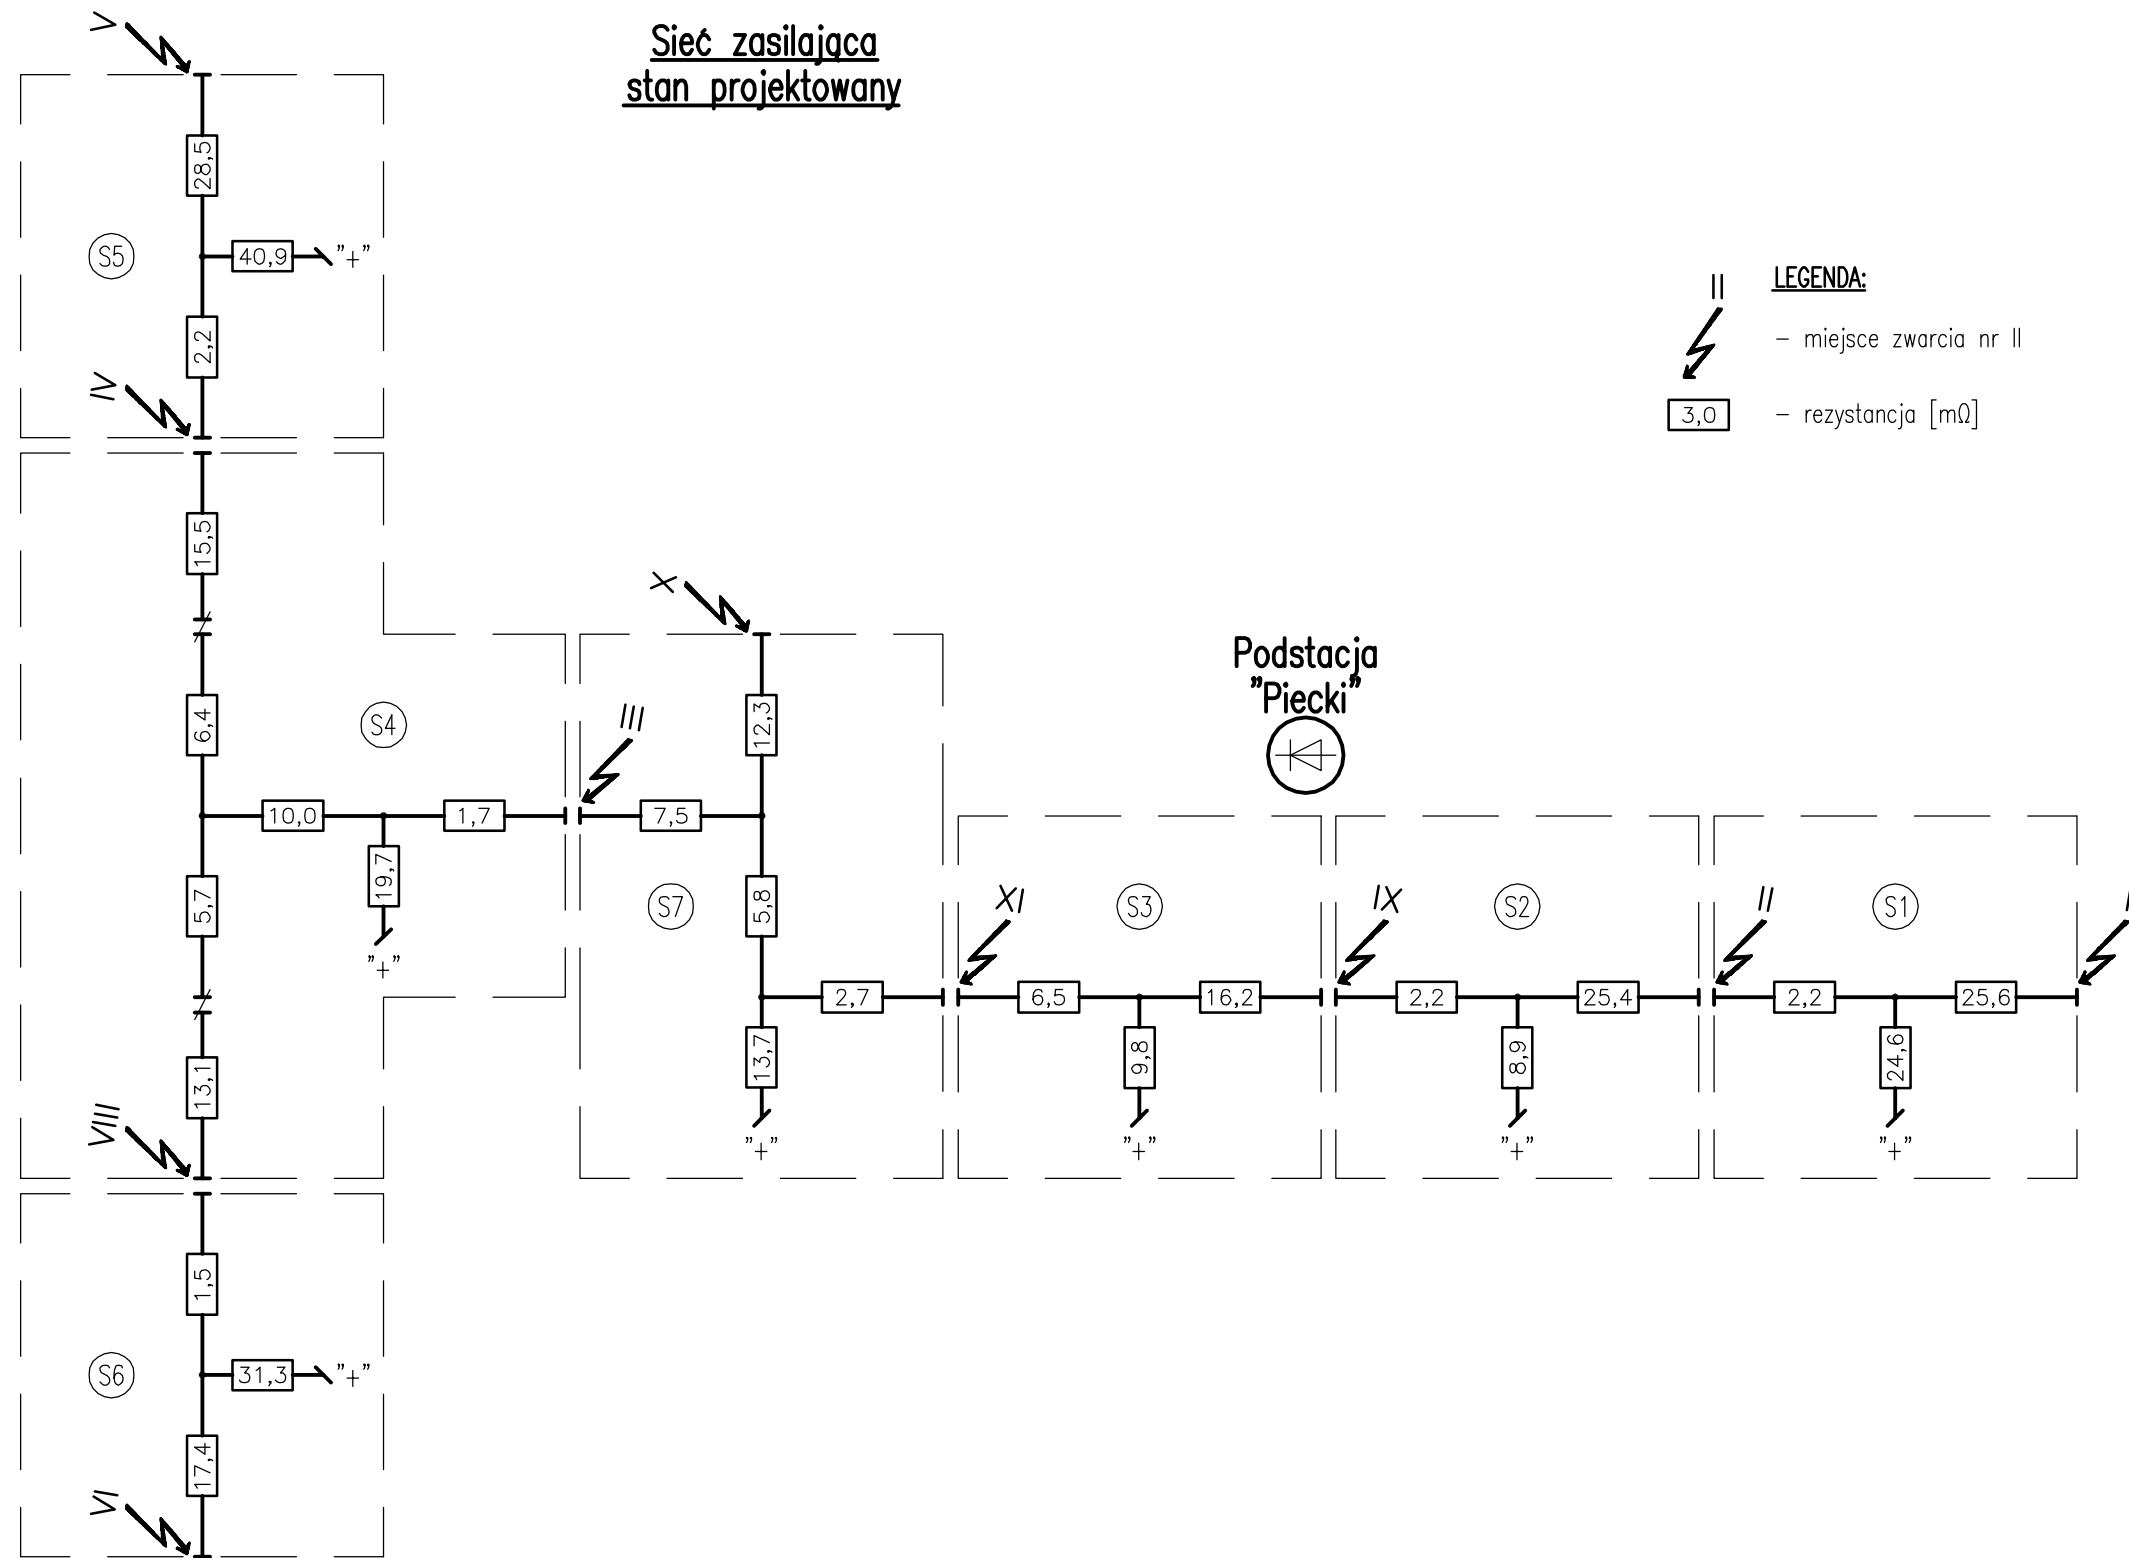 Sieć zasilająca
stan projektowany
V
28,5
S5
40,9 "+"
2,2
IV
LEGENDA:
II
– miejsce zwarcia nr II
3,0 – rezystancja [mΩ]
15,5
6,4
S4
10,0
1,7
19,7
"+"
5,7
13,1
VIII
III
X
12,3
7,5
S7
5,8
2,7
13,7
"+"
Podstacja
"Piecki"
XI
S3
6,5
16,2
9,8
"+"
IX
S2
2,2
25,4
8,9
"+"
II
S1
2,2
25,6
24,6
"+"
1,5
S6
31,3 "+"
17,4
VI